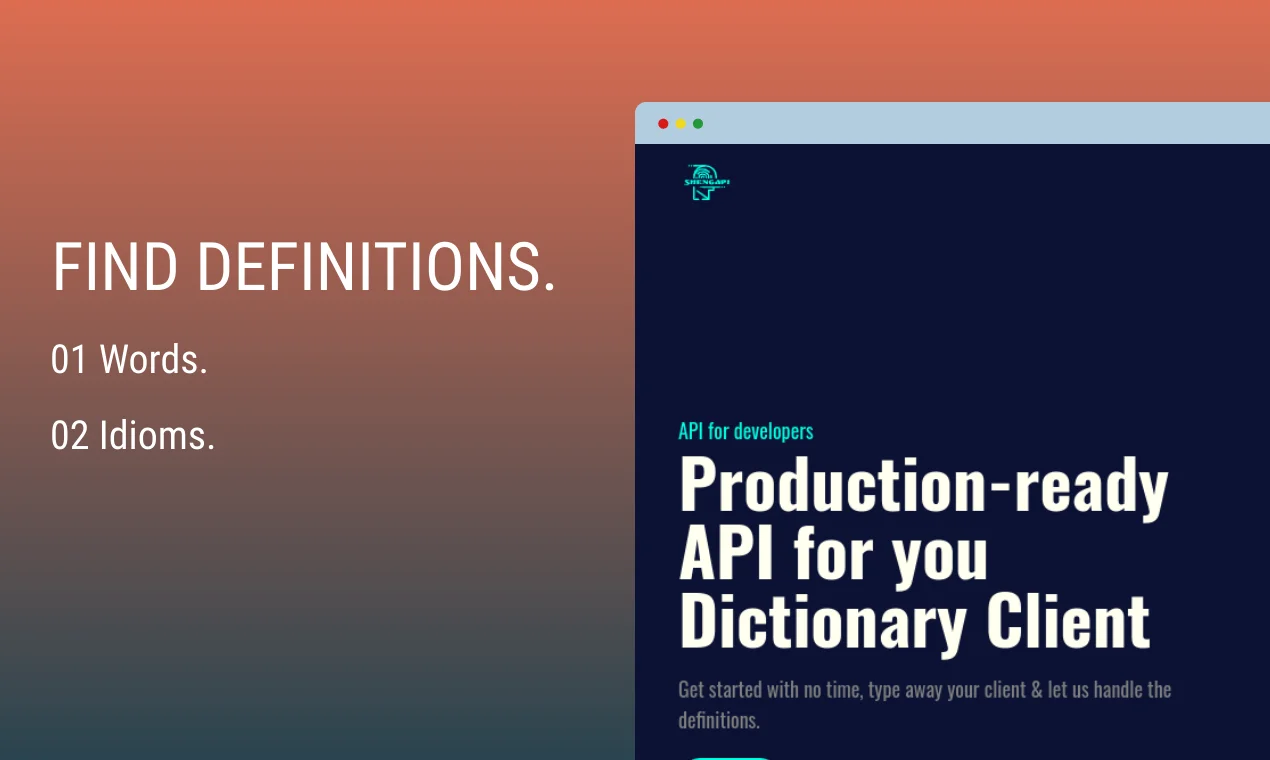 FIND DEFINITIONS.
01 Words.
02 Idioms.
SHENGAPI
API for developers
Production-ready
API for you
Dictionary Client
Get started with no time, type away your client & let us handle the
definitions.